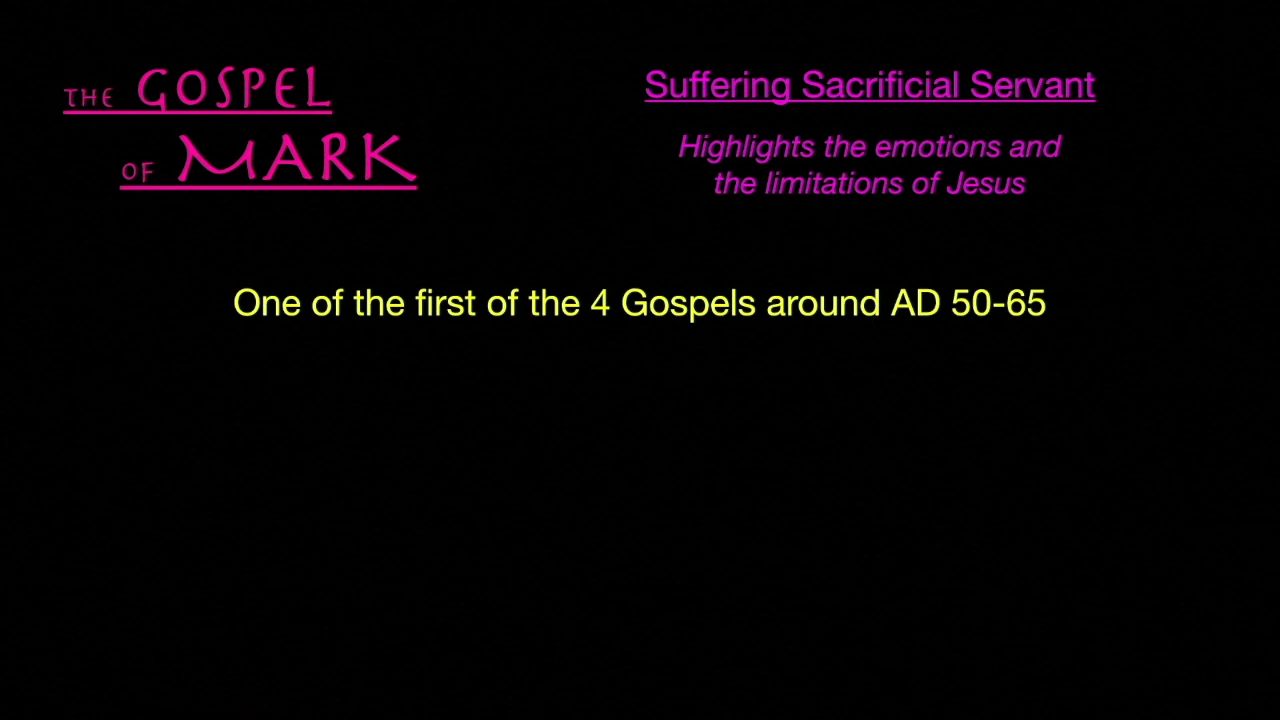 THE GOSPEL
OF MARK
Suffering Sacrificial Servant
Highlights the emotions and
the limitations of Jesus
One of the first of the 4 Gospels around AD 50-65